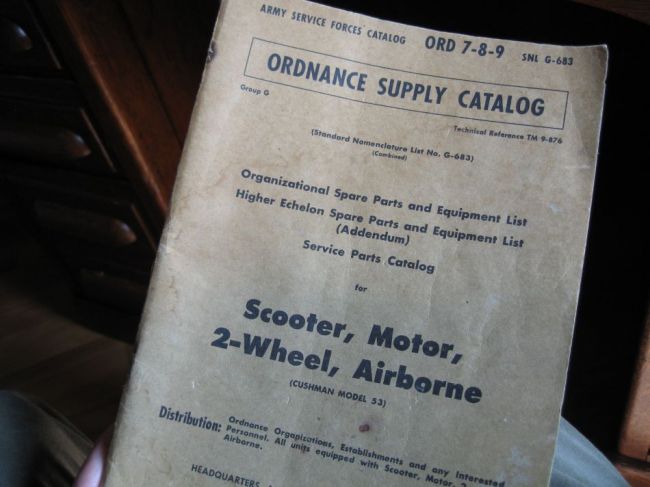 ARMY SERVICE FORCES CATALOG ORD 7-8-9 SNL G-683
ORDNANCE SUPPLY CATALOG
Group G Technical Reference TM 9-876
(Standard Nomenclature List No. G-683)
(Combined)
Organizational Spare Parts and Equipment List
Higher Echelon Spare Parts and Equipment List
(Addendum)
Service Parts Catalog
for
Scooter, Motor,
2-Wheel, Airborne
(CUSHMAN MODEL 53)
Distribution: Ordnance Organizations, Establishments and any Interested
Personnel. All units equipped with Scooter, Motor,
Airborne.
HEADQUARTERS